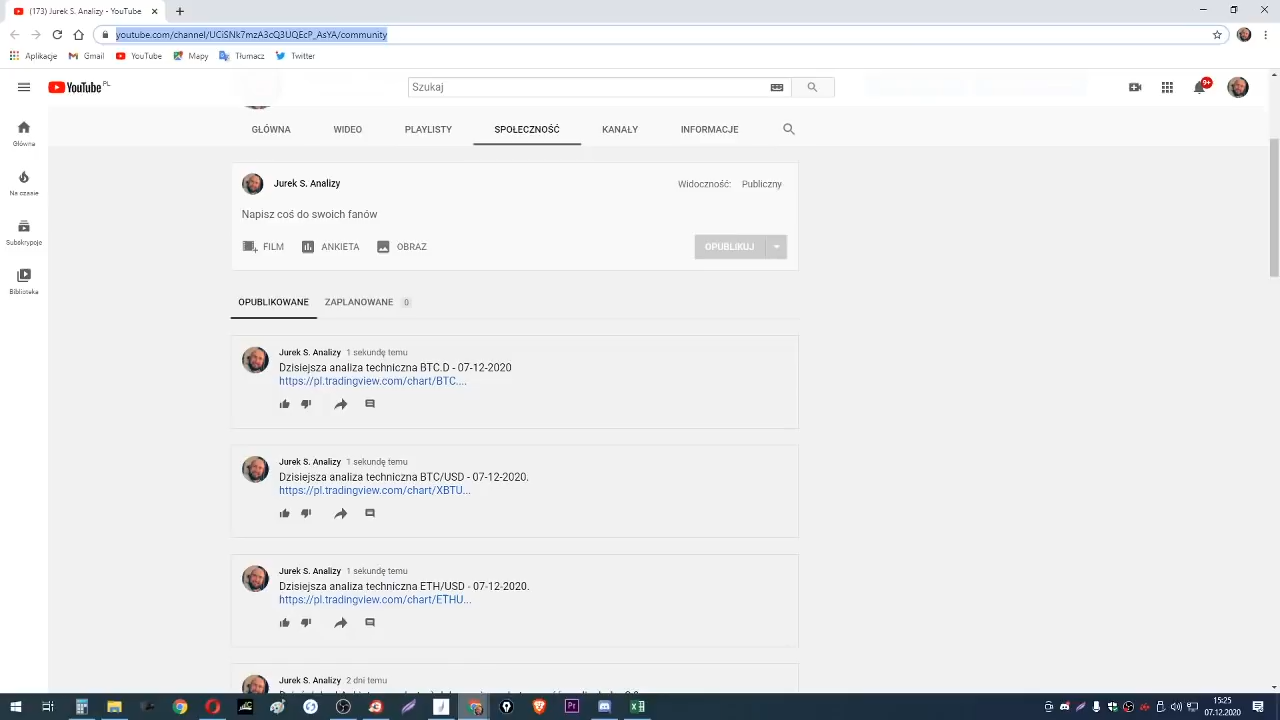 (173) Jurek S. Analizy - YouTube
youtube.com/channel/UCiSNk7mzA3cQ3UQEcP_AsYA/community
Aplikacje Gmail YouTube Mapy Tłumacz Twitter
YouTube PL
Szukaj
9+
GŁÓWNA WIDEO PLAYLISTY SPOŁECZNOŚĆ KANAŁY INFORMACJE
Główna
Na czasie
Subskrypcje
Biblioteka
Jurek S. Analizy
Widoczność: Publiczny
Napisz coś do swoich fanów
FILM ANKIETA OBRAZ
OPUBLIKUJ
OPUBLIKOWANE ZAPLANOWANE 0
Jurek S. Analizy 1 sekundę temu
Dzisiejsza analiza techniczna BTC.D - 07-12-2020
https://pl.tradingview.com/chart/BTC....
Jurek S. Analizy 1 sekundę temu
Dzisiejsza analiza techniczna BTC/USD - 07-12-2020.
https://pl.tradingview.com/chart/XBTU...
Jurek S. Analizy 1 sekundę temu
Dzisiejsza analiza techniczna ETH/USD - 07-12-2020.
https://pl.tradingview.com/chart/ETHU...
Jurek S. Analizy 2 dni temu
15:25
07.12.2020